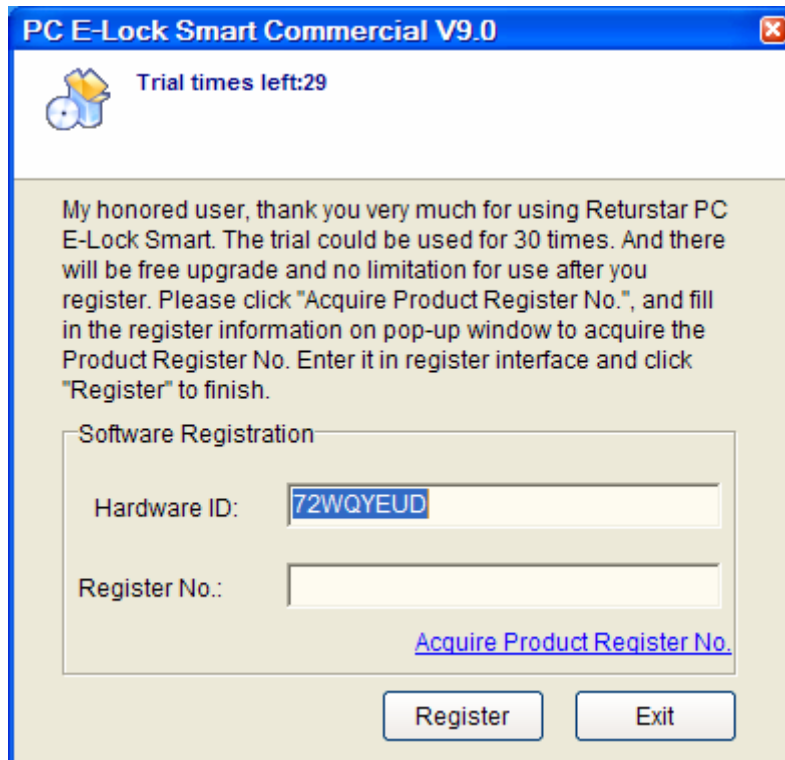 PC E-Lock Smart Commercial V9.0
Trial times left:29
My honored user, thank you very much for using Returstar PC
E-Lock Smart. The trial could be used for 30 times. And there
will be free upgrade and no limitation for use after you
register. Please click "Acquire Product Register No.", and fill
in the register information on pop-up window to acquire the
Product Register No. Enter it in register interface and click
"Register" to finish.
Software Registration
Hardware ID: 72WQYEUD
Register No.:
Acquire Product Register No.
Register Exit